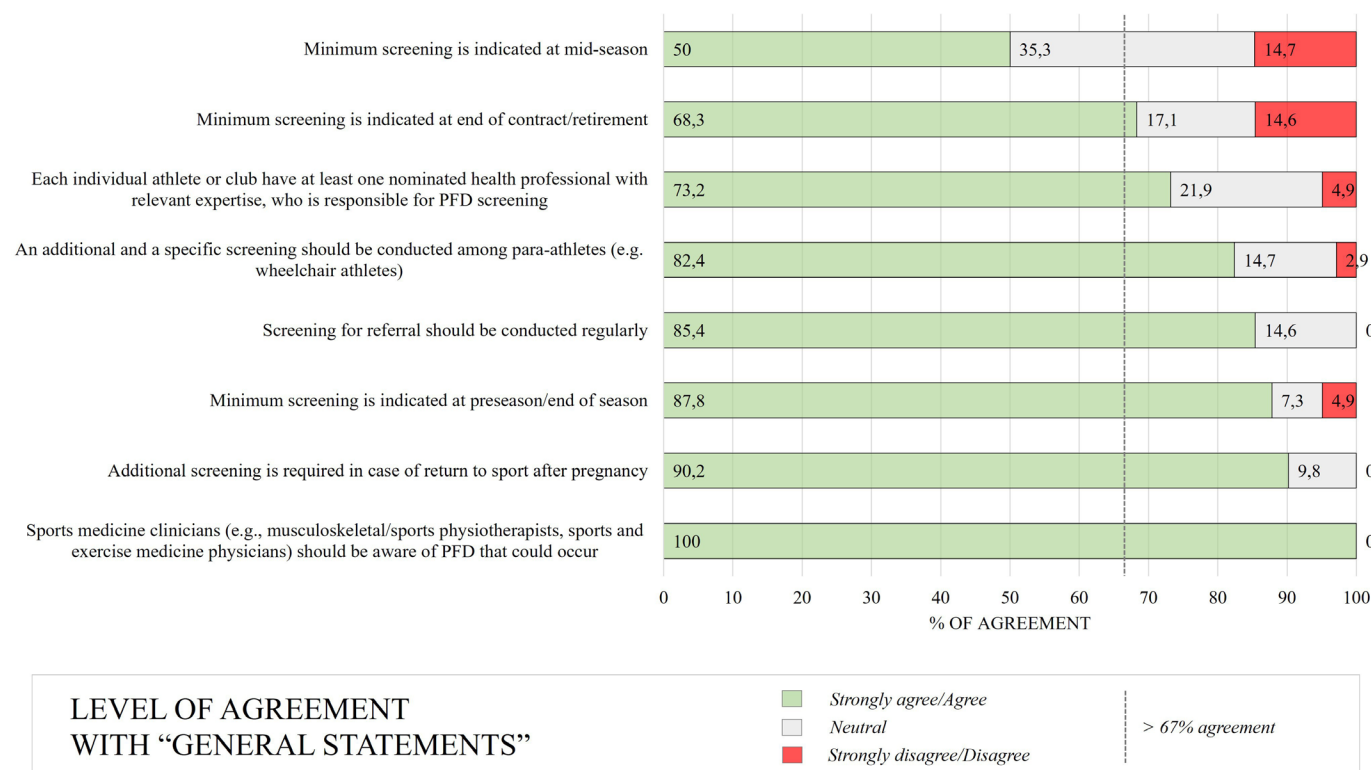 Minimum screening is indicated at mid-season
50
35,3
14,7
Minimum screening is indicated at end of contract/retirement
68,3
17,1
14,6
Each individual athlete or club have at least one nominated health professional with
relevant expertise, who is responsible for PFD screening
73,2
21,9
4,9
An additional and a specific screening should be conducted among para-athletes (e.g.
wheelchair athletes)
82,4
14,7
2,9
Screening for referral should be conducted regularly
85,4
14,6
0
Minimum screening is indicated at preseason/end of season
87,8
7,3
4,9
Additional screening is required in case of return to sport after pregnancy
90,2
9,8
0
Sports medicine clinicians (e.g., musculoskeletal/sports physiotherapists, sports and
exercise medicine physicians) should be aware of PFD that could occur
100
0
0 10 20 30 40 50 60 70 80 90 100
% OF AGREEMENT
LEVEL OF AGREEMENT
WITH “GENERAL STATEMENTS”
Strongly agree/Agree
Neutral
Strongly disagree/Disagree
> 67% agreement